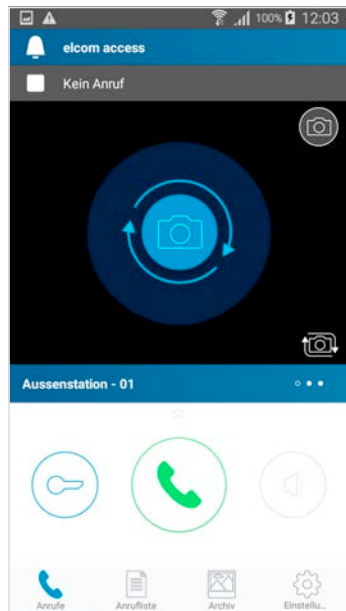 100% 12:03
elcom access
Kein Anruf
Aussenstation - 01
Anrufe Anrufliste Archiv Einstellu...